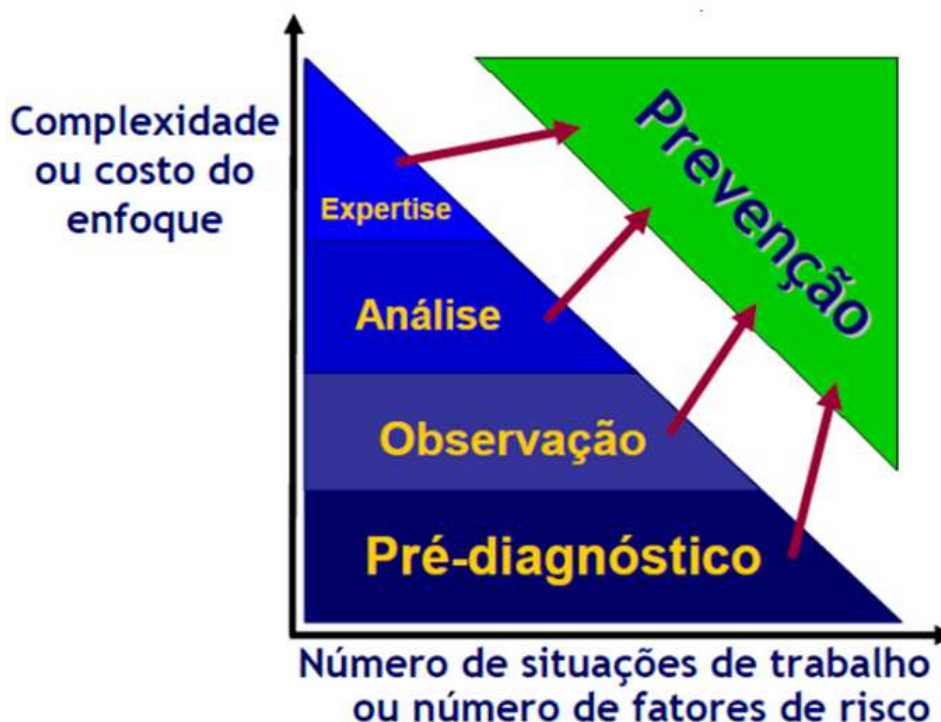 Complexidade
ou costo do
enfoque
Prevenção
Expertise
Análise
Observação
Pré-diagnóstico
Número de situações de trabalho
ou número de fatores de risco